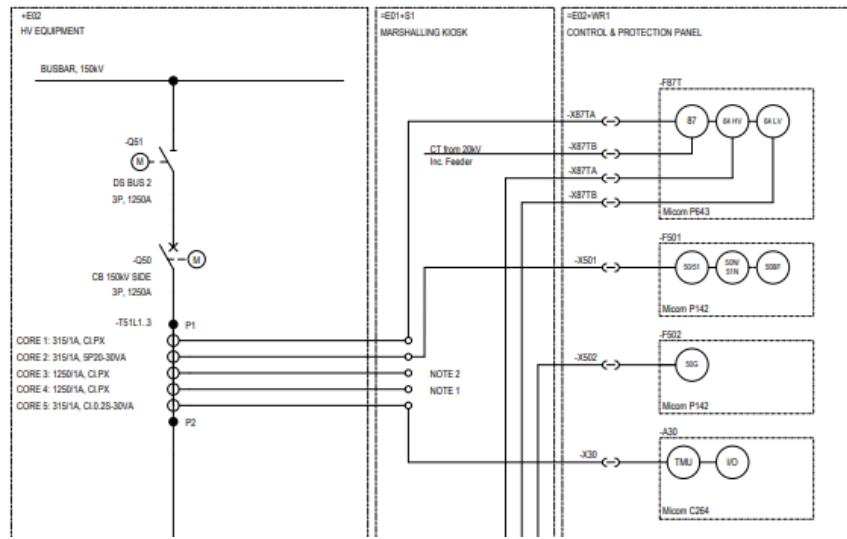 +E02
HV EQUIPMENT
=E01+S1
MARSHALLING KIOSK
=E02+WR1
CONTROL & PROTECTION PANEL
BUSBAR, 150kV
-Q51
M
DS BUS 2
3P, 1250A
-Q50
M
CB 150kV SIDE
3P, 1250A
-T51L1..3
P1
CORE 1: 315/1A, Cl.PX
CORE 2: 315/1A, 5P20-30VA
CORE 3: 1250/1A, Cl.PX
CORE 4: 1250/1A, Cl.PX
CORE 5: 315/1A, Cl.0.2S-30VA
P2
CT from 20kV
Inc. Feeder
NOTE 2
NOTE 1
-X87TA
-X87TB
-X87TA
-X87TB
-F87T
87
64 HV
64 LV
Micom P643
-X501
-F501
50/51
50N/
51N
50BF
Micom P142
-X502
-F502
50G
Micom P142
-X30
-A30
TMU
I/O
Micom C264